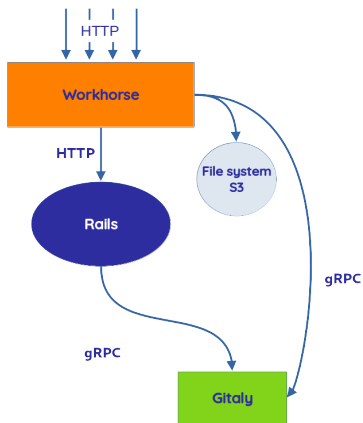 HTTP
Workhorse
HTTP
File system
S3
Rails
gRPC
gRPC
Gitaly